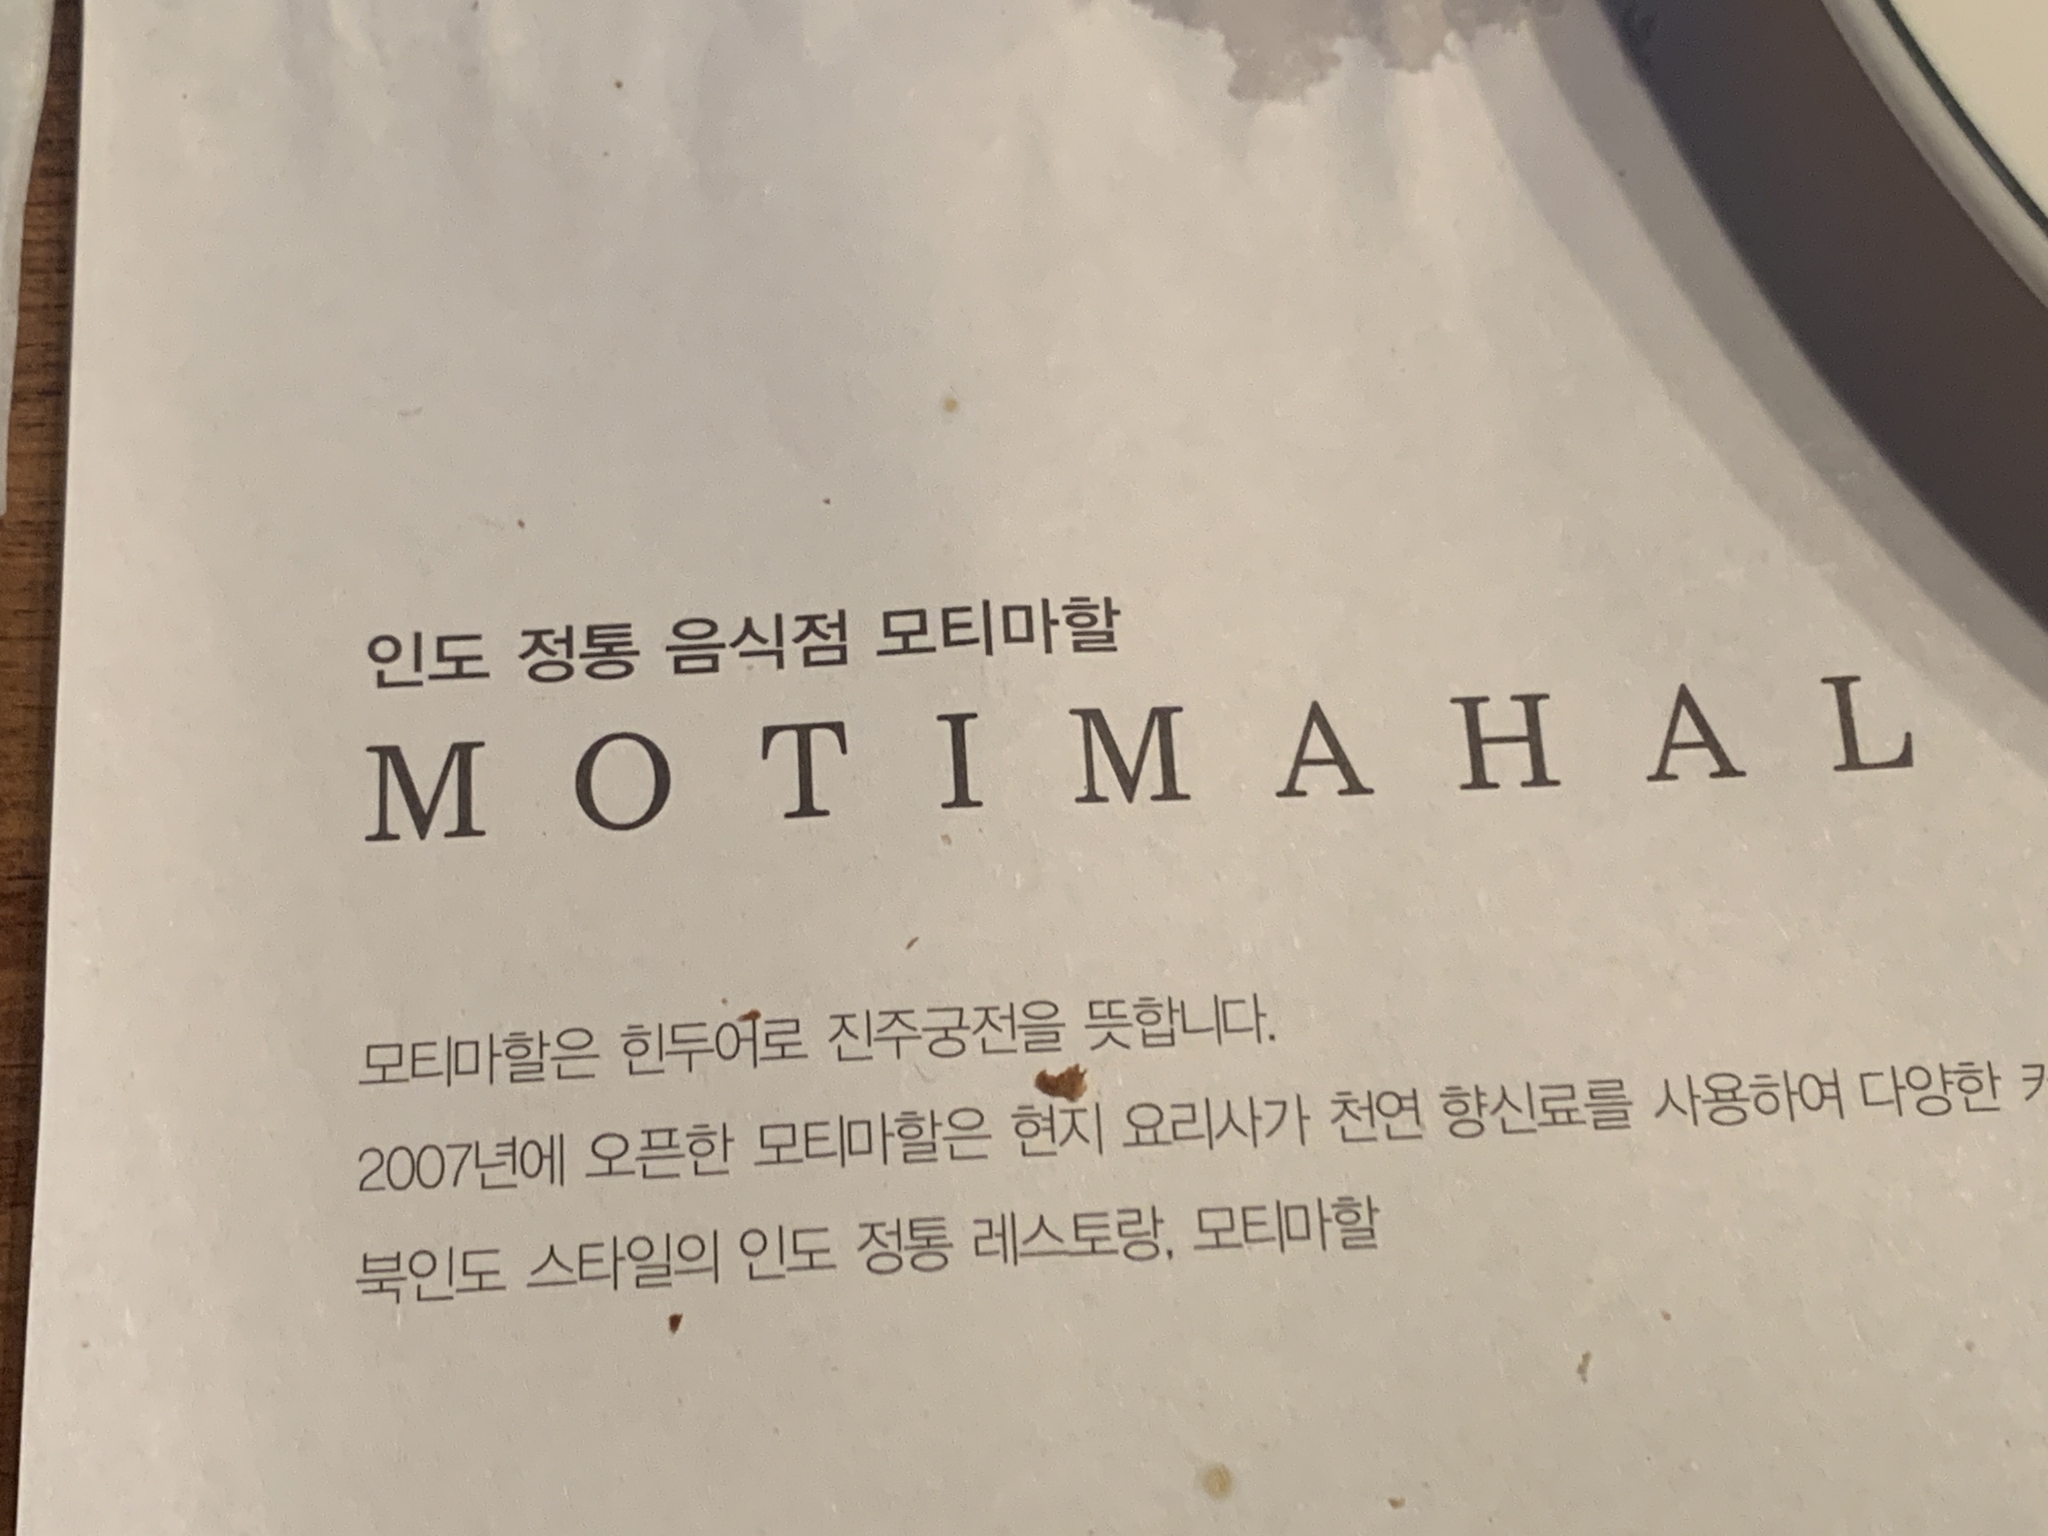 인도 정통 음식점 모티마할
MOTIMAHAL
모티마할은 힌두어로 진주궁전을 뜻합니다.
2007년에 오픈한 모티마할은 현지 요리사가 천연 향신료를 사용하여 다양한
북인도 스타일의 인도 정통 레스토랑, 모티마할